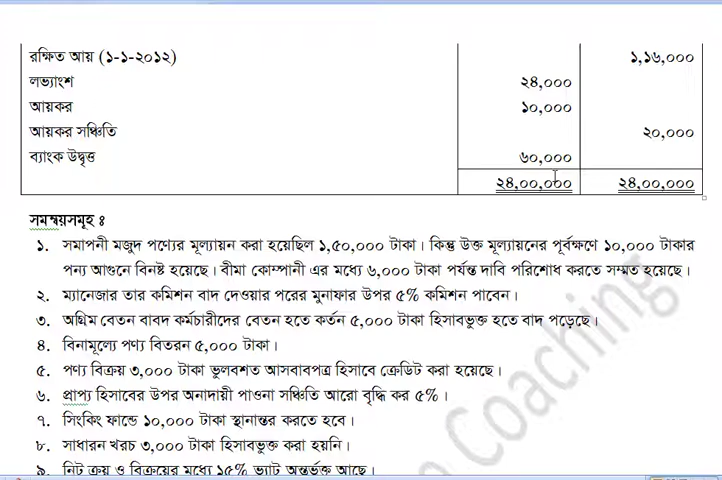 রক্ষিত আয় (১-১-২০১২) ১,১৬,০০০
লভ্যাংশ ২৪,০০০
আয়কর ১০,০০০
আয়কর সঞ্চিতি ২০,০০০
ব্যাংক উদ্বৃত্ত ৬০,০০০
২৪,০০,০০০ ২৪,০০,০০০
সমন্বয়সমূহ ঃ
১. সমাপনী মজুদ পণ্যের মূল্যায়ন করা হয়েছিল ১,৫০,০০০ টাকা। কিন্তু উক্ত মূল্যায়নের পূর্বক্ষণে ১০,০০০ টাকার
পন্য আগুনে বিনষ্ট হয়েছে। বীমা কোম্পানী এর মধ্যে ৬,০০০ টাকা পর্যন্ত দাবি পরিশোধ করতে সম্মত হয়েছে।
২. ম্যানেজার তার কমিশন বাদ দেওয়ার পরের মুনাফার উপর ৫% কমিশন পাবেন।
৩. অগ্রিম বেতন বাবদ কর্মচারীদের বেতন হতে কর্তন ৫,০০০ টাকা হিসাবভুক্ত হতে বাদ পড়েছে।
৪. বিনামূল্যে পণ্য বিতরন ৫,০০০ টাকা।
৫. পণ্য বিক্রয় ৩,০০০ টাকা ভুলবশত আসবাবপত্র হিসাবে ক্রেডিট করা হয়েছে।
৬. প্রাপ্য হিসাবের উপর অনাদায়ী পাওনা সঞ্চিতি আরো বৃদ্ধি কর ৫%।
৭. সিংকিং ফান্ডে ১০,০০০ টাকা স্থানান্তর করতে হবে।
৮. সাধারন খরচ ৩,০০০ টাকা হিসাবভুক্ত করা হয়নি।
৯. নিট ক্রয় ও বিক্রয়ের মধ্যে ১৫% ভ্যাট অন্তর্ভুক্ত আছে।
Coaching